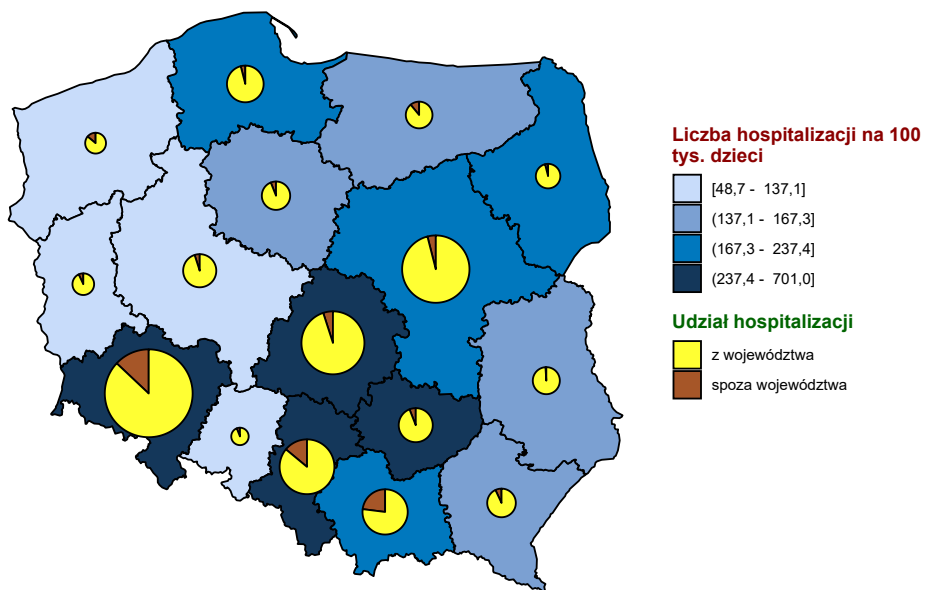 Liczba hospitalizacji na 100
tys. dzieci
[48,7 - 137,1]
(137,1 - 167,3]
(167,3 - 237,4]
(237,4 - 701,0]
Udział hospitalizacji
z województwa
spoza województwa